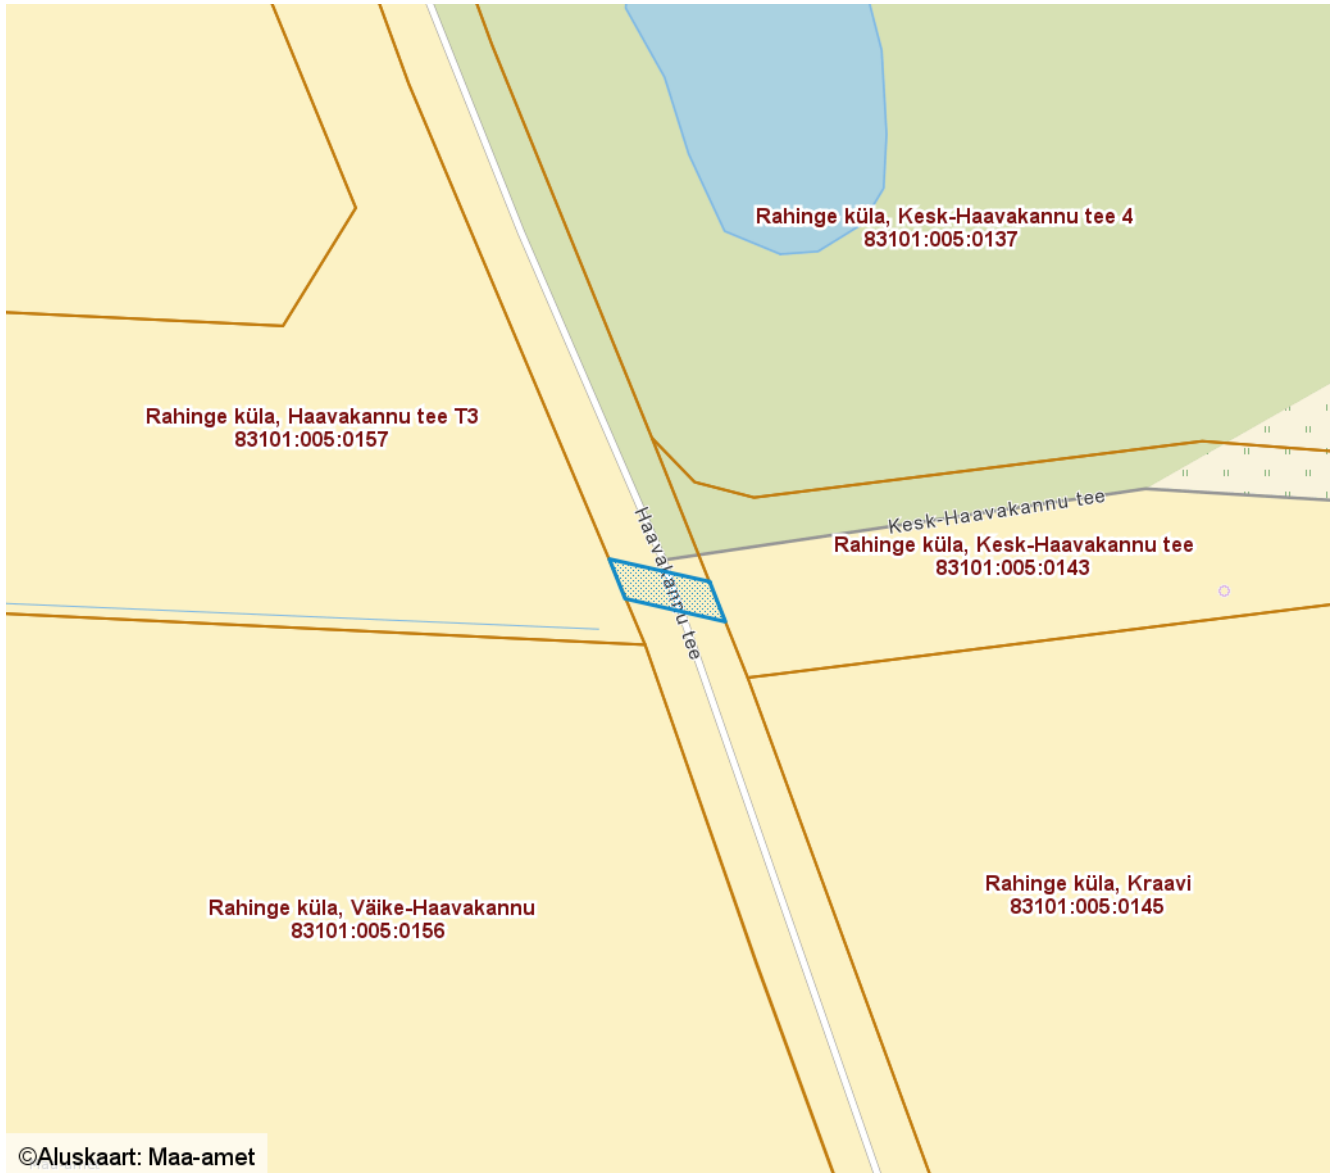 Rahinge küla, Kesk-Haavakannu tee 4
83101:005:0137
Rahinge küla, Haavakannu tee T3
83101:005:0157
Kesk-Haavakannu tee
Rahinge küla, Kesk-Haavakannu tee
83101:005:0143
Haavakannu tee
Rahinge küla, Kraavi
83101:005:0145
Rahinge küla, Väike-Haavakannu
83101:005:0156
©Aluskaart: Maa-amet